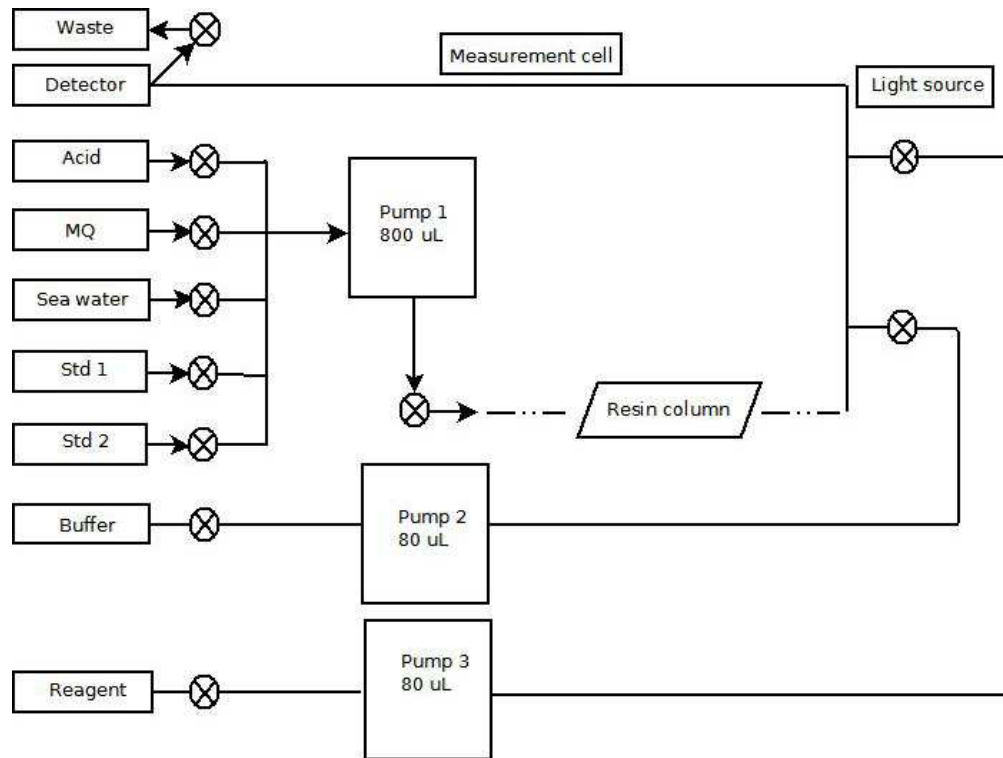 Waste
Measurement cell
Detector
Light source
Acid
Pump 1
800 uL
MQ
Sea water
Std 1
Resin column
Std 2
Buffer
Pump 2
80 uL
Reagent
Pump 3
80 uL